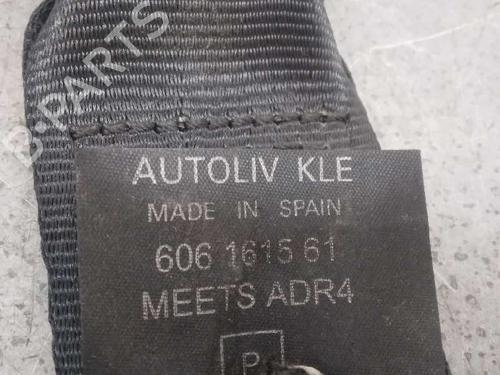 B-PARTS
AUTOLIV KLE
MADE IN SPAIN
606 1615 61
MEETS ADR4
P